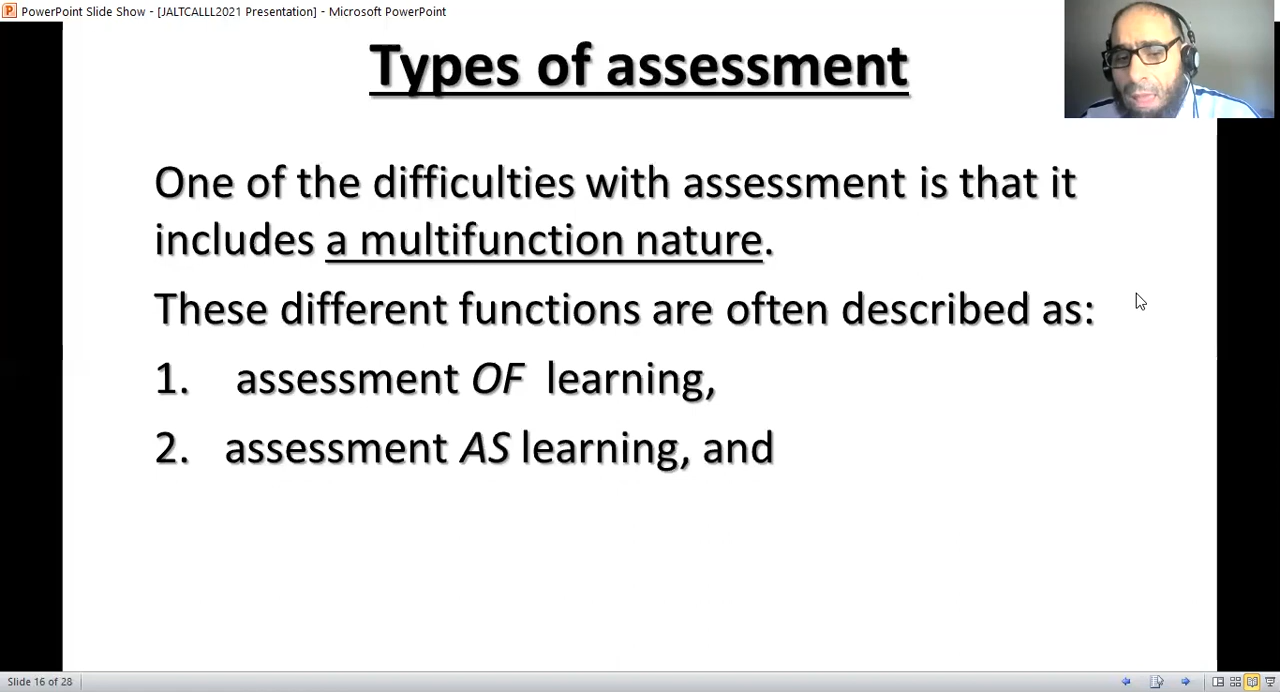 PowerPoint Slide Show - [JALTCALLL2021 Presentation] - Microsoft PowerPoint
Types of assessment
One of the difficulties with assessment is that it
includes a multifunction nature.
These different functions are often described as:
1. assessment OF learning,
2. assessment AS learning, and
Slide 16 of 28